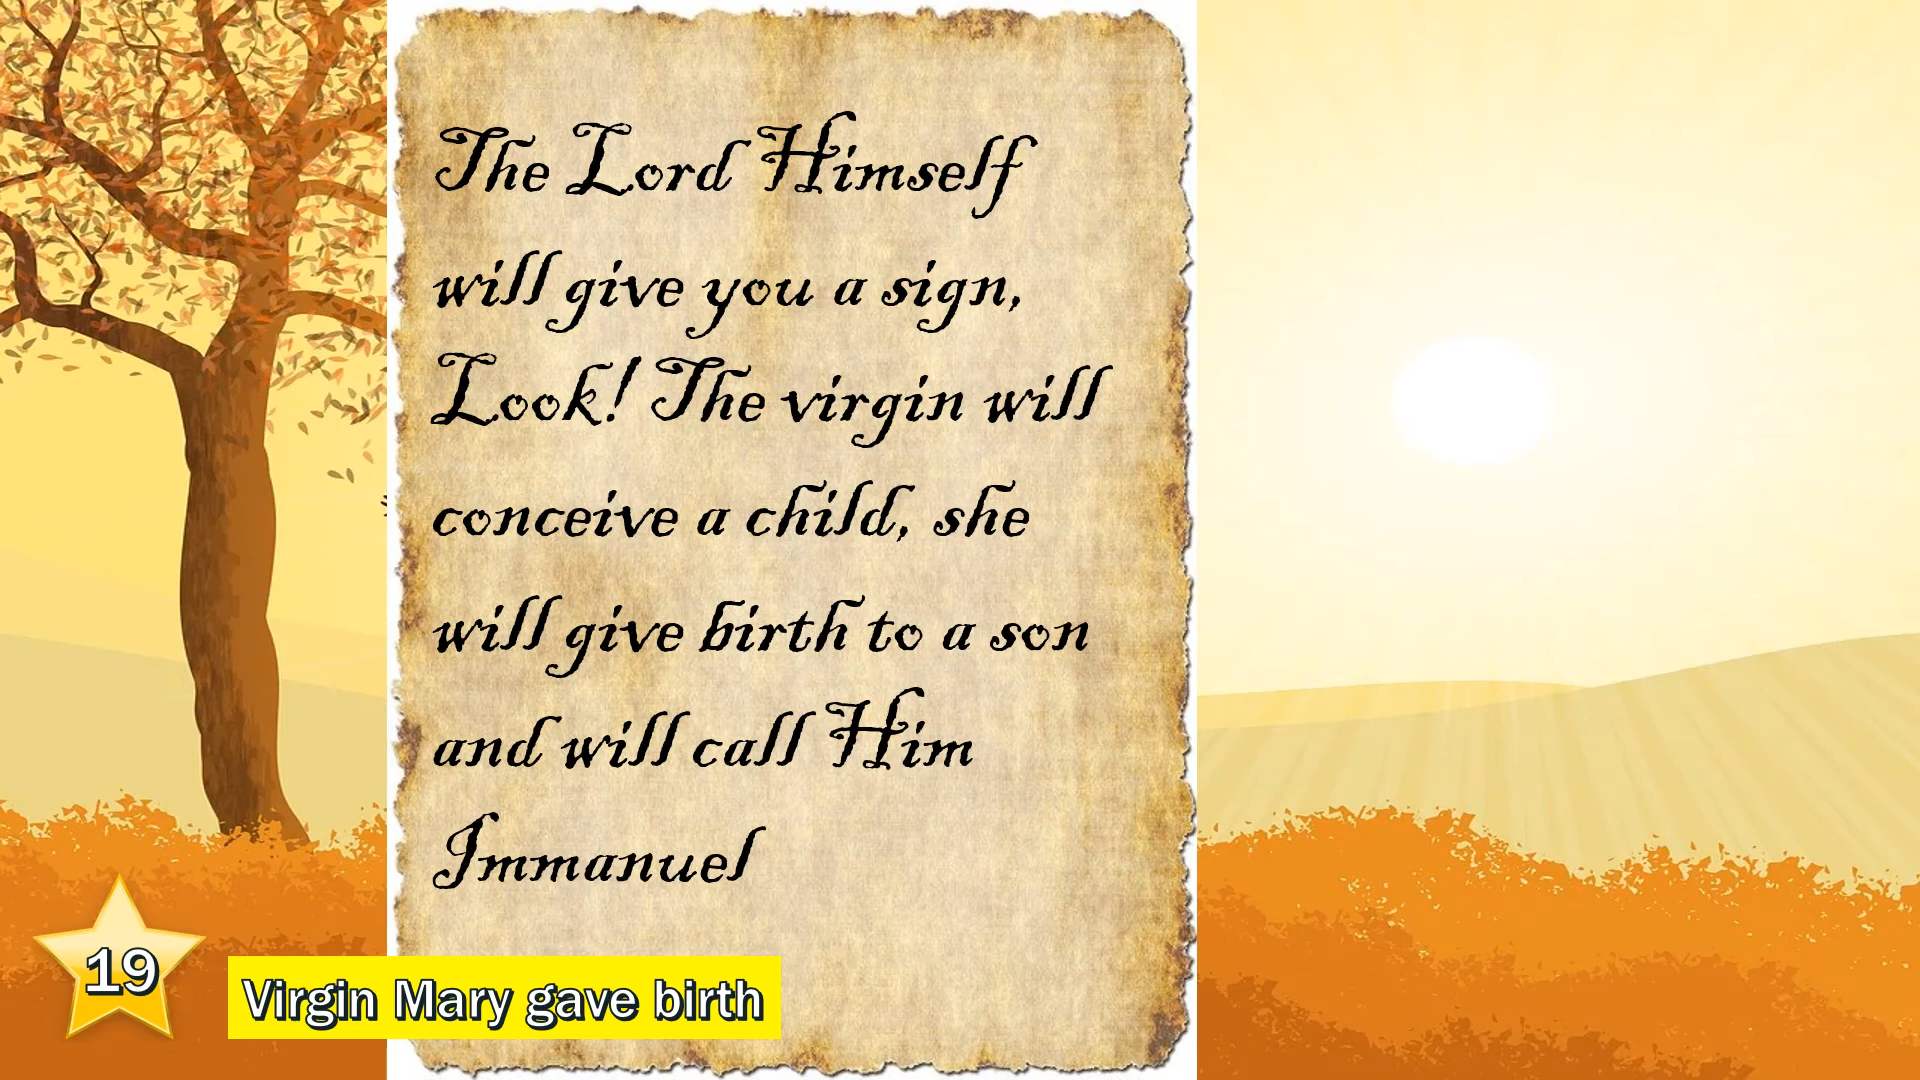 The Lord Himself
will give you a sign,
Look! The virgin will
conceive a child, she
will give birth to a son
and will call Him
Immanuel
19
Virgin Mary gave birth